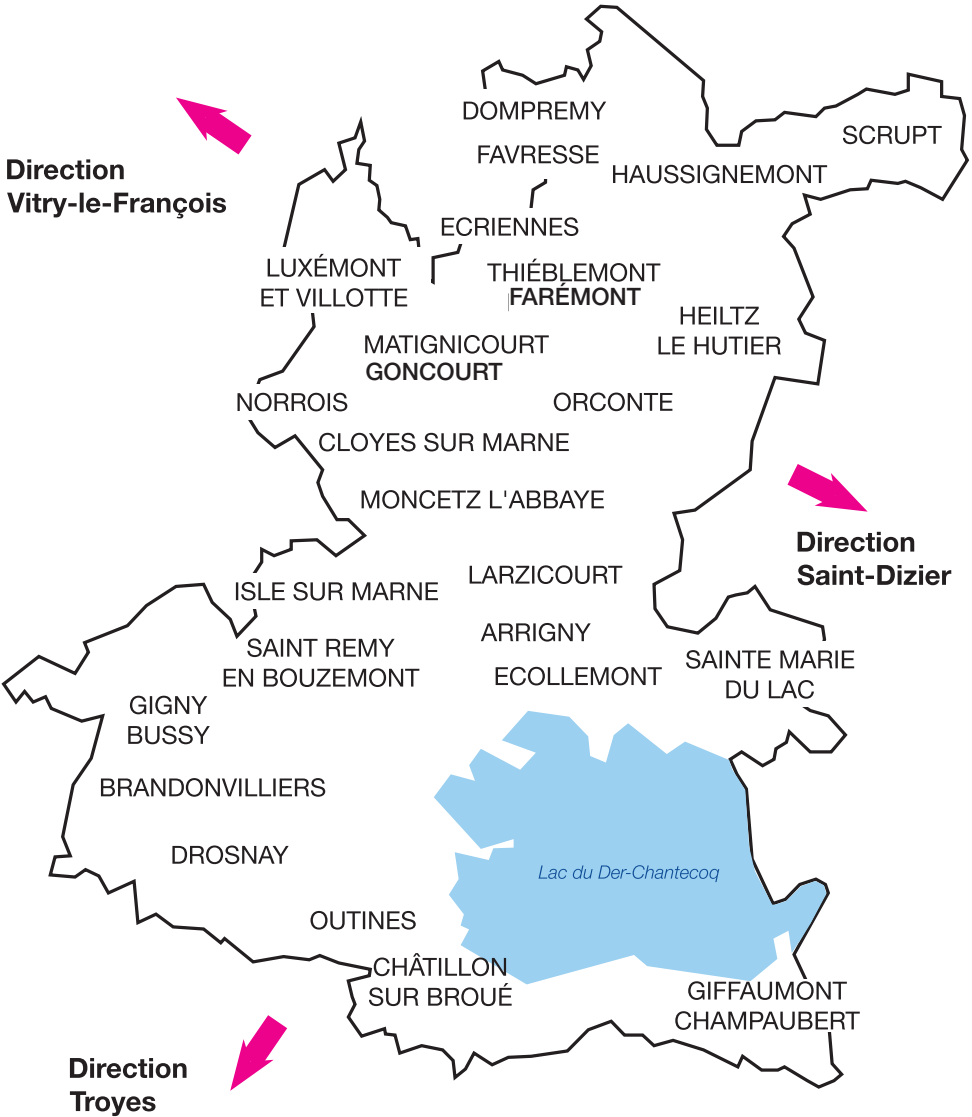 DOMPREMY
SCRUPT
FAVRESSE
HAUSSIGNEMONT
Direction
Vitry-le-François
ECRIENNES
LUXÉMONT
ET VILLOTTE
THIÉBLEMONT
FARÉMONT
HEILTZ
LE HUTIER
MATIGNICOURT
GONCOURT
NORROIS
ORCONTE
CLOYES SUR MARNE
MONCETZ L'ABBAYE
Direction
Saint-Dizier
LARZICOURT
ISLE SUR MARNE
ARRIGNY
SAINT REMY
EN BOUZEMONT
ECOLLEMONT
SAINTE MARIE
DU LAC
GIGNY
BUSSY
BRANDONVILLIERS
DROSNAY
Lac du Der-Chantecoq
OUTINES
CHÂTILLON
SUR BROUÉ
GIFFAUMONT
CHAMPAUBERT
Direction
Troyes